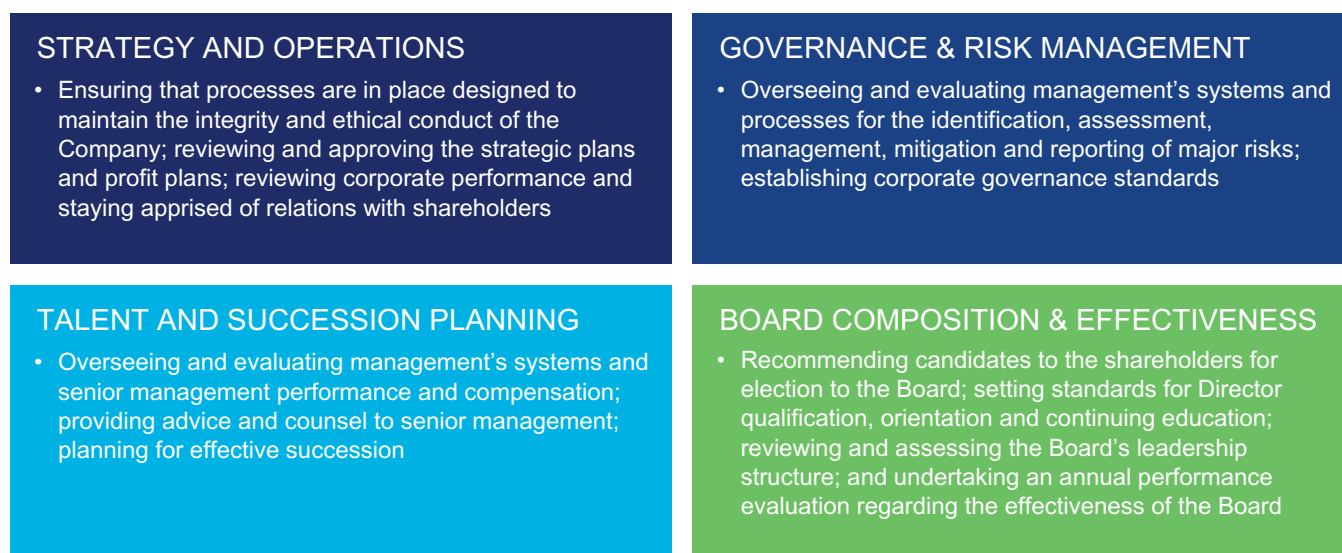 STRATEGY AND OPERATIONS
• Ensuring that processes are in place designed to
maintain the integrity and ethical conduct of the
Company; reviewing and approving the strategic plans
and profit plans; reviewing corporate performance and
staying apprised of relations with shareholders
GOVERNANCE & RISK MANAGEMENT
• Overseeing and evaluating management’s systems and
processes for the identification, assessment,
management, mitigation and reporting of major risks;
establishing corporate governance standards
TALENT AND SUCCESSION PLANNING
• Overseeing and evaluating management’s systems and
senior management performance and compensation;
providing advice and counsel to senior management;
planning for effective succession
BOARD COMPOSITION & EFFECTIVENESS
• Recommending candidates to the shareholders for
election to the Board; setting standards for Director
qualification, orientation and continuing education;
reviewing and assessing the Board’s leadership
structure; and undertaking an annual performance
evaluation regarding the effectiveness of the Board